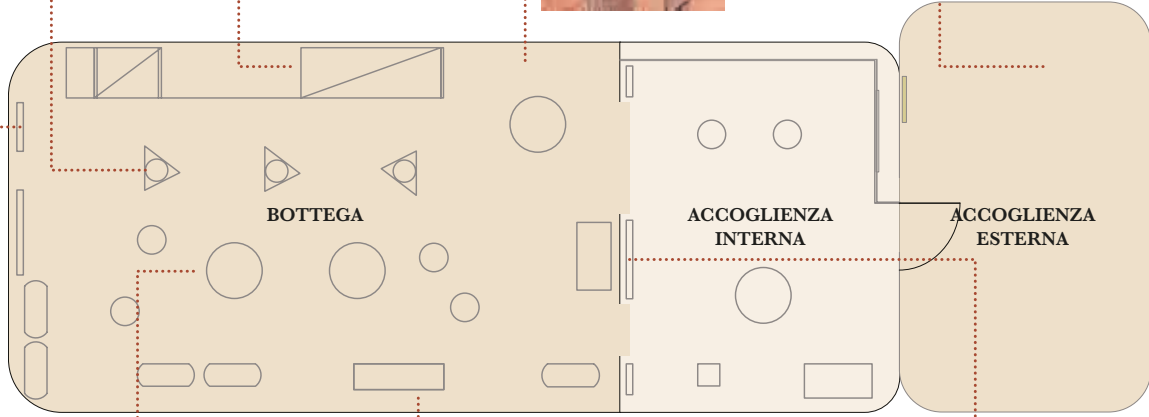 BOTTEGA
ACCOGLIENZA
INTERNA
ACCOGLIENZA
ESTERNA